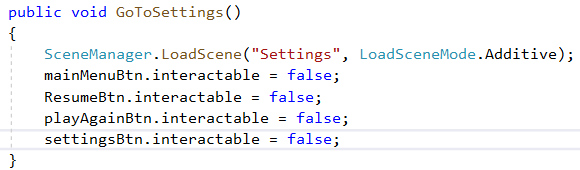 public void GoToSettings()
{
SceneManager.LoadScene("Settings", LoadSceneMode.Additive);
mainMenuBtn.interactable = false;
ResumeBtn.interactable = false;
playAgainBtn.interactable = false;
settingsBtn.interactable = false;
}